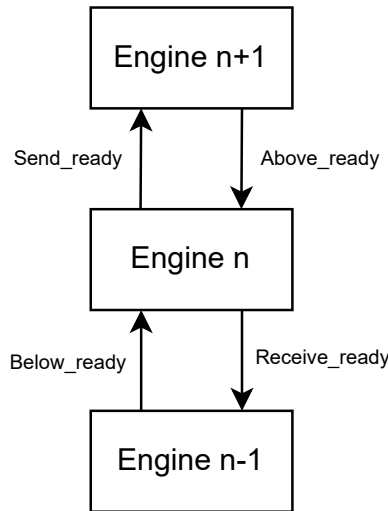 Engine n+1
Send_ready
Above_ready
Engine n
Below_ready
Receive_ready
Engine n-1